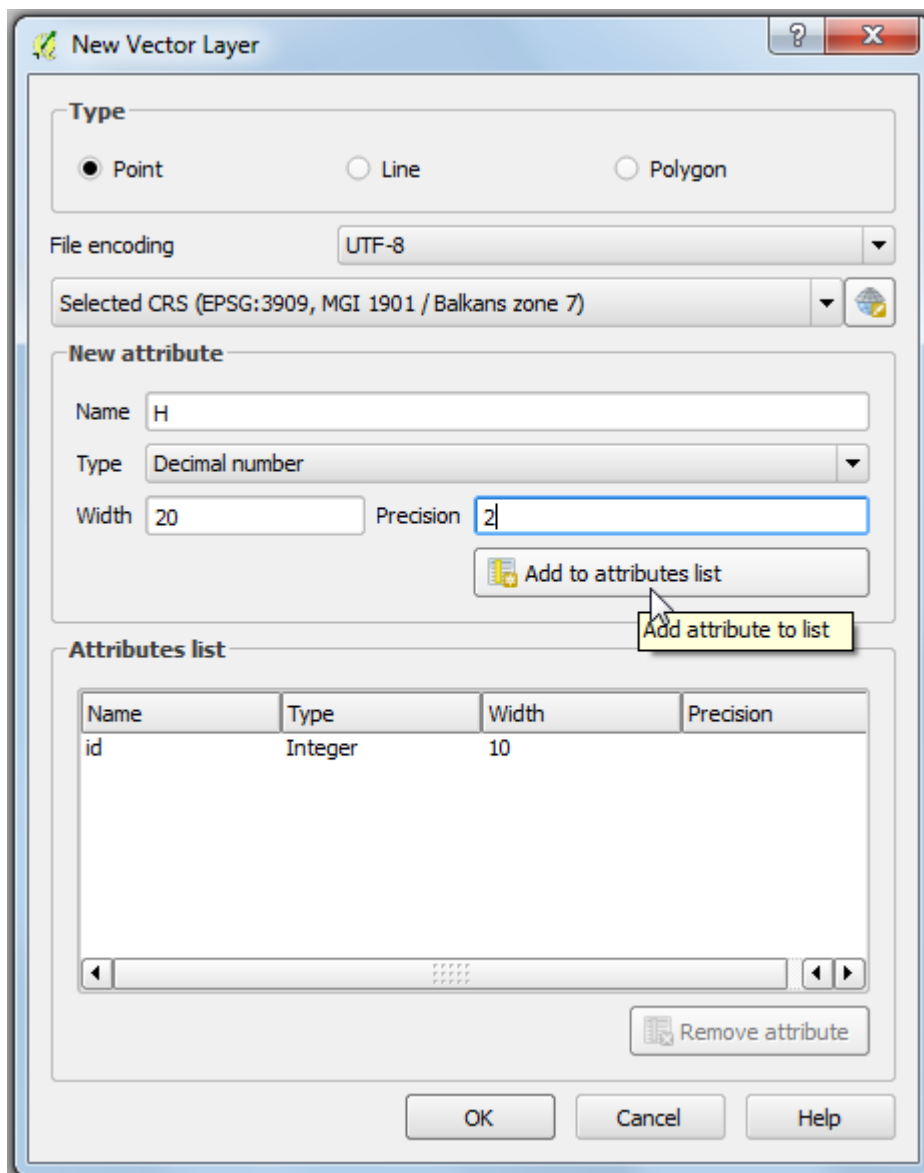 New Vector Layer
Type
Point Line Polygon
File encoding UTF-8
Selected CRS (EPSG:3909, MGI 1901 / Balkans zone 7)
New attribute
Name H
Type Decimal number
Width 20 Precision 2
Add to attributes list
Add attribute to list
Attributes list
Name Type Width Precision
id Integer 10
Remove attribute
OK Cancel Help